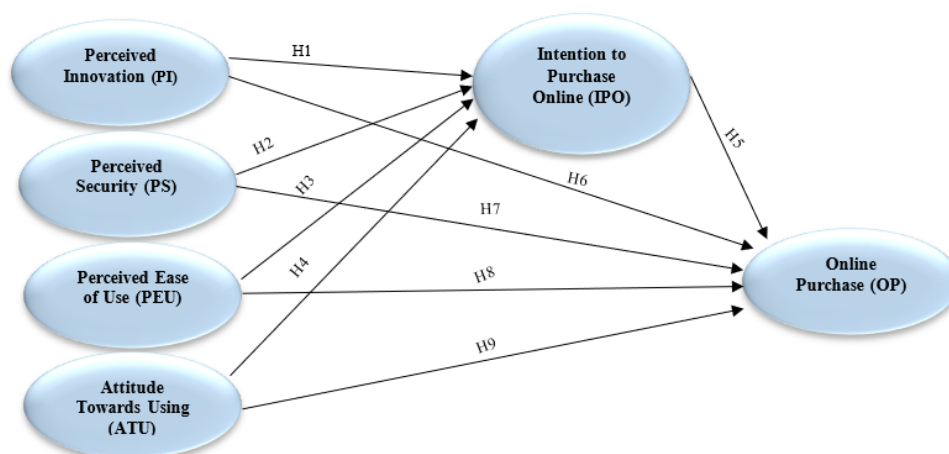 Perceived
Innovation (PI)
H1
Intention to
Purchase
Online (IPO)
H2
H5
Perceived
Security (PS)
H3
H6
H7
Perceived Ease
of Use (PEU)
H4
H8
Online
Purchase (OP)
H9
Attitude
Towards Using
(ATU)